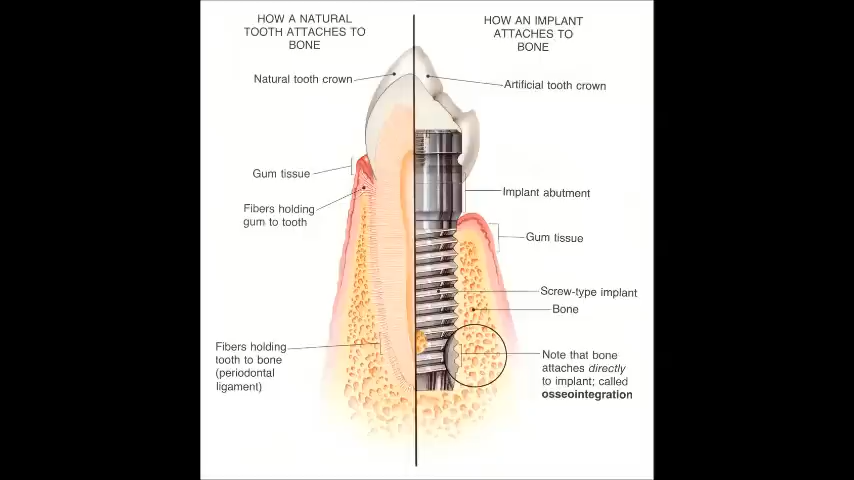 HOW A NATURAL
TOOTH ATTACHES TO
BONE
HOW AN IMPLANT
ATTACHES TO
BONE
Natural tooth crown
Artificial tooth crown
Gum tissue
Fibers holding
gum to tooth
Implant abutment
Gum tissue
Screw-type implant
Bone
Fibers holding
tooth to bone
(periodontal
ligament)
Note that bone
attaches directly
to implant; called
osseointegration